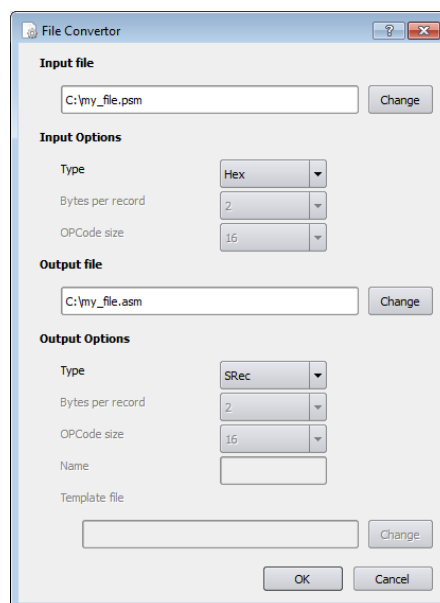 File Convertor
Input file
C:\my_file.psm
Change
Input Options
Type
Hex
Bytes per record
2
OPCode size
16
Output file
C:\my_file.asm
Change
Output Options
Type
SRec
Bytes per record
2
OPCode size
16
Name
Template file
Change
OK
Cancel